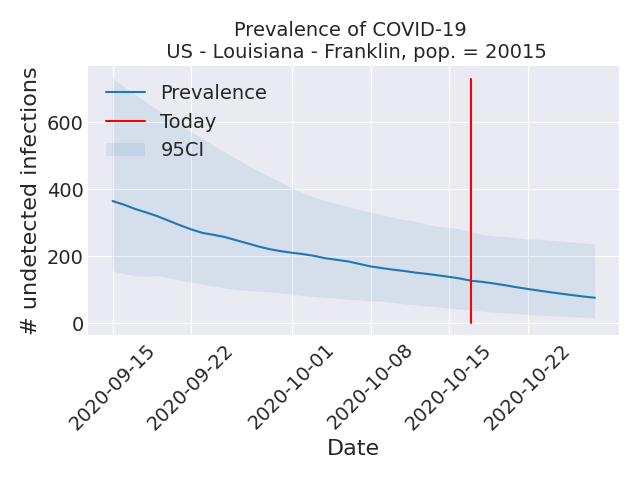 Prevalence of COVID-19
US - Louisiana - Franklin, pop. = 20015
# undetected infections
600
400
200
0
Prevalence
Today
95CI
2020-09-15
2020-09-22
2020-10-01
2020-10-08
2020-10-15
2020-10-22
Date